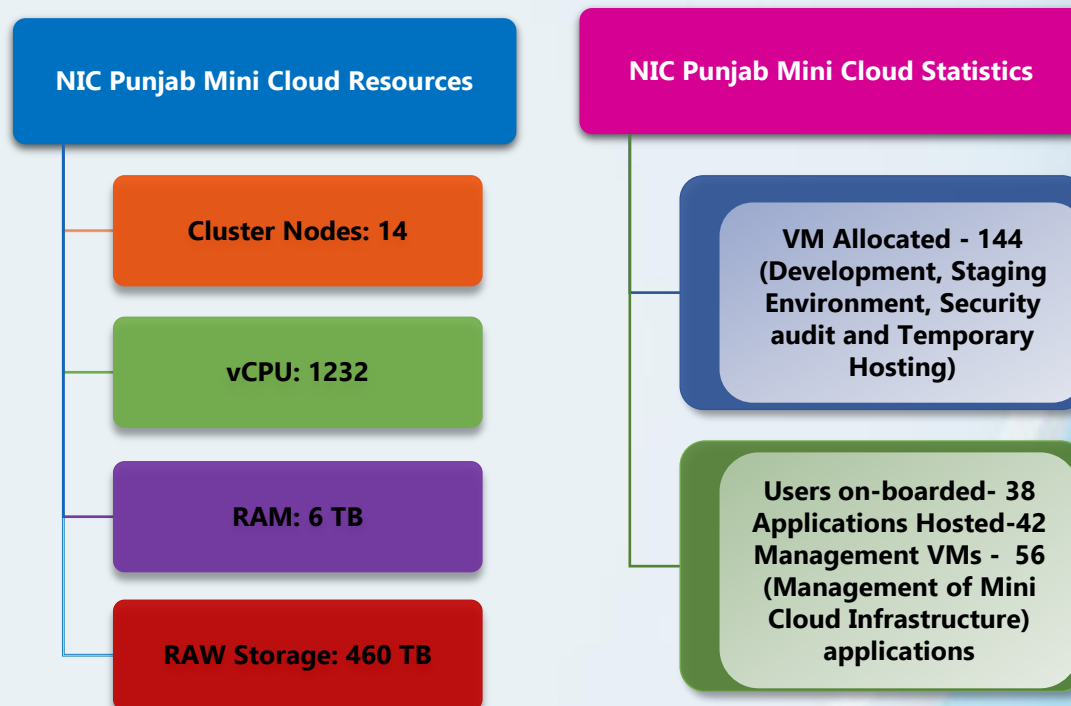 NIC Punjab Mini Cloud Resources
Cluster Nodes: 14
vCPU: 1232
RAM: 6 TB
RAW Storage: 460 TB
NIC Punjab Mini Cloud Statistics
VM Allocated - 144
(Development, Staging
Environment, Security
audit and Temporary
Hosting)
Users on-boarded- 38
Applications Hosted-42
Management VMs -  56
(Management of Mini
Cloud Infrastructure)
applications